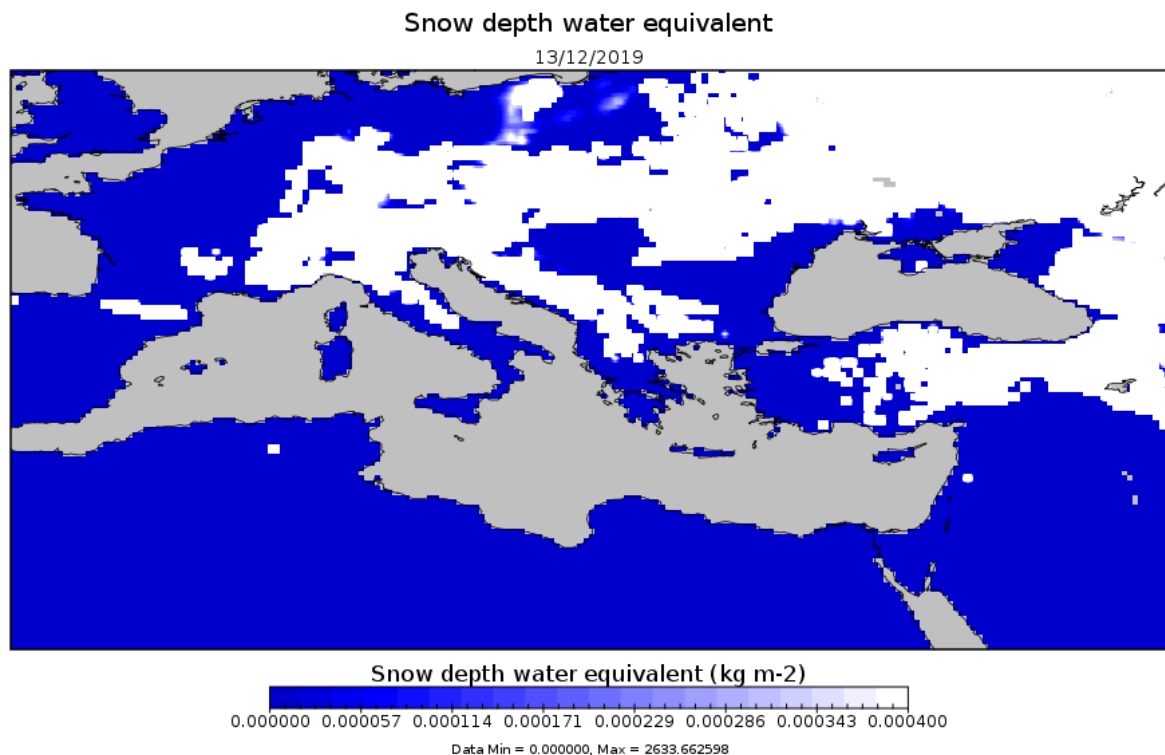 Snow depth water equivalent
13/12/2019
Snow depth water equivalent (kg m-2)
0.000000 0.000057 0.000114 0.000171 0.000229 0.000286 0.000343 0.000400
Data Min = 0.000000, Max = 2633.662598